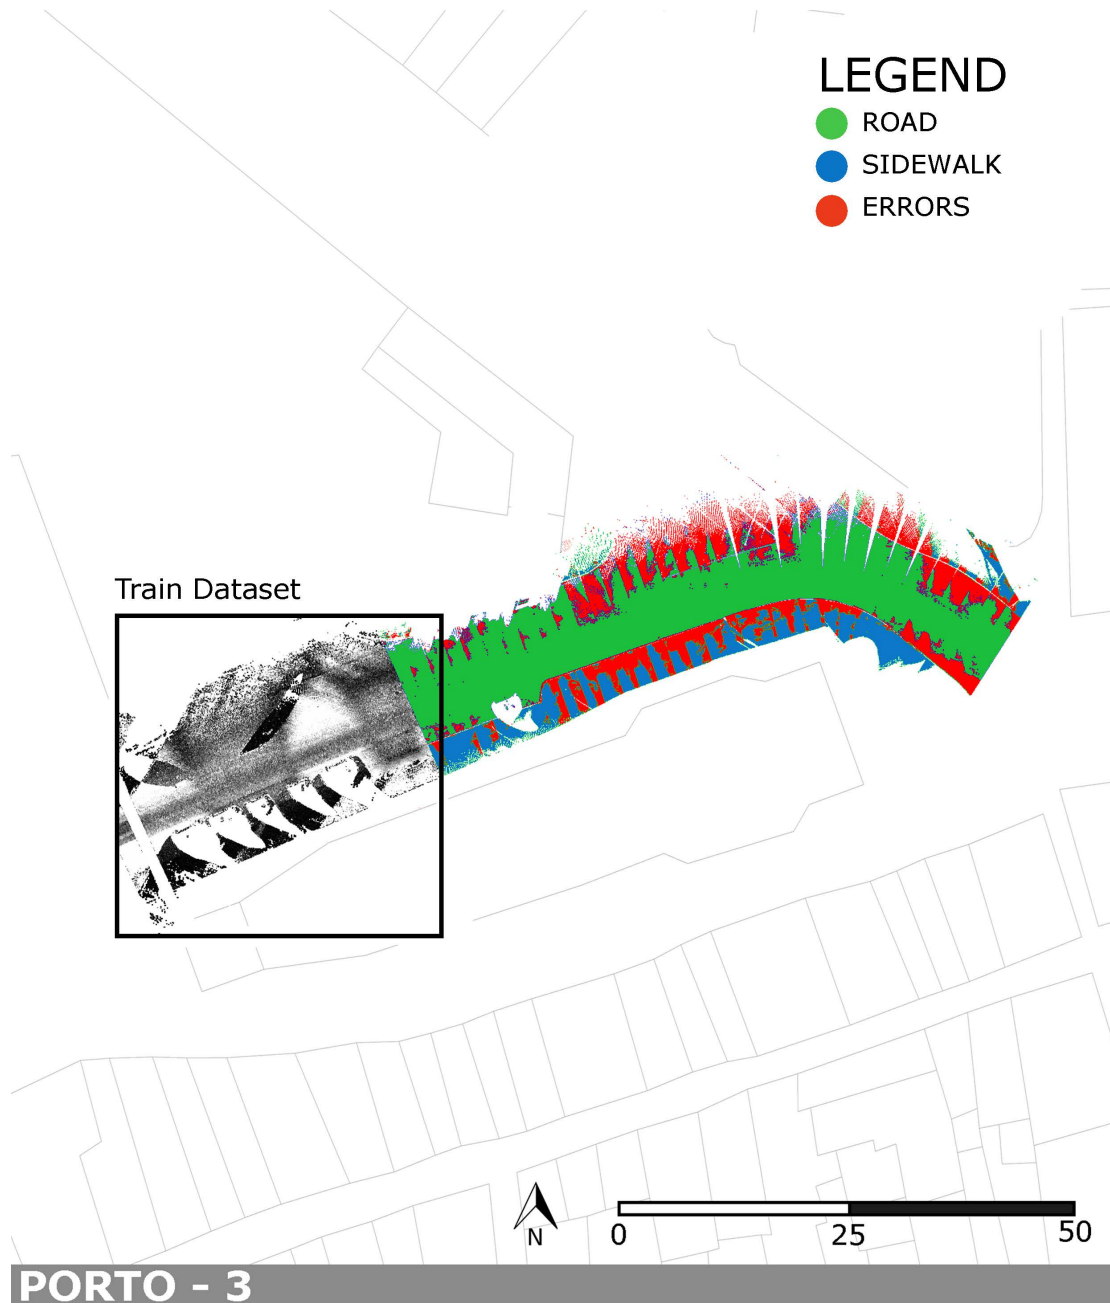 LEGEND
ROAD
SIDEWALK
ERRORS
Train Dataset
N
0 25 50
PORTO - 3